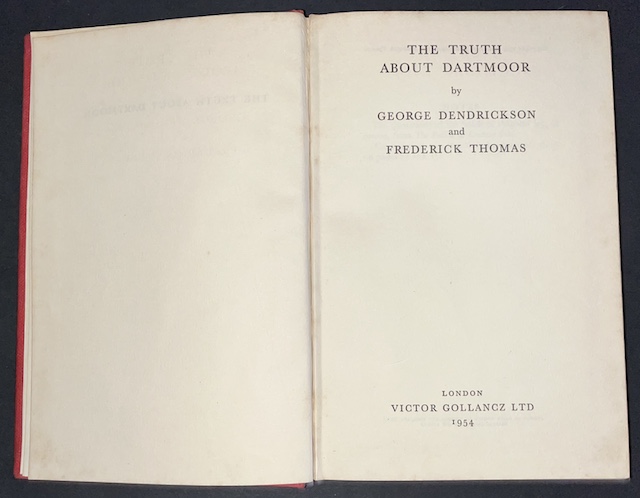 THE TRUTH
ABOUT DARTMOOR
by
GEORGE DENDRICKSON
and
FREDERICK THOMAS
LONDON
VICTOR GOLLANCZ LTD
1954